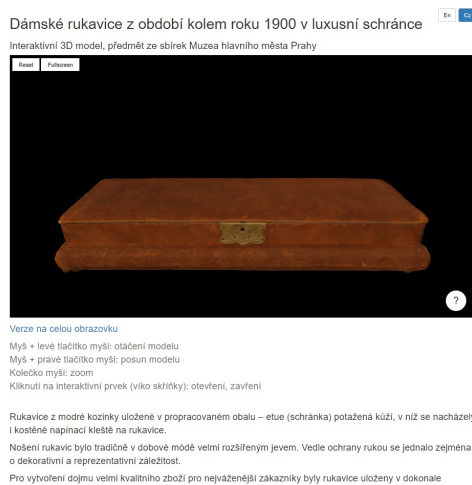 En Cz
Dámské rukavice z období kolem roku 1900 v luxusní schránce
Interaktivní 3D model, předmět ze sbírek Muzea hlavního města Prahy
Reset Fullscreen
?
Verze na celou obrazovku
Myš + levé tlačítko myši: otáčení modelu
Myš + pravé tlačítko myši: posun modelu
Kolečko myši: zoom
Kliknutí na interaktivní prvek (víko skříňky): otevření, zavření
Rukavice z modré kozinky uložené v propracovaném obalu – etue (schránka) potažená kůží, v níž se nacházely
i kostěné napínací kleště na rukavice.
Nošení rukavic bylo tradičně v dobové módě velmi rozšířeným jevem. Vedle ochrany rukou se jednalo zejména
o dekorativní a reprezentativní záležitost.
Pro vytvoření dojmu velmi kvalitního zboží pro nejváženější zákazníky byly rukavice uloženy v dokonale